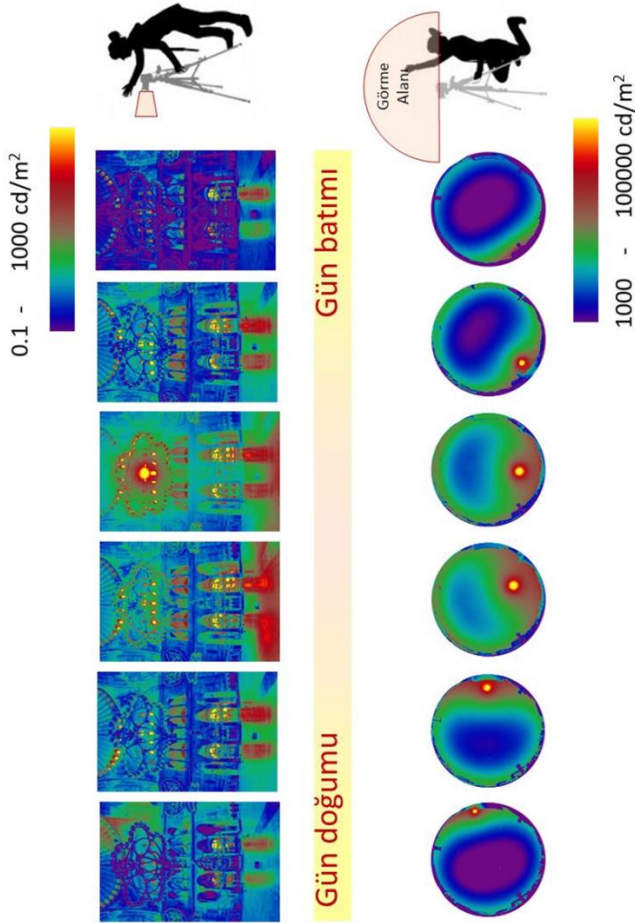 0.1 - 1000 cd/m²
Gün doğumu
Gün batımı
Görme
Alanı
1000 - 100000 cd/m²